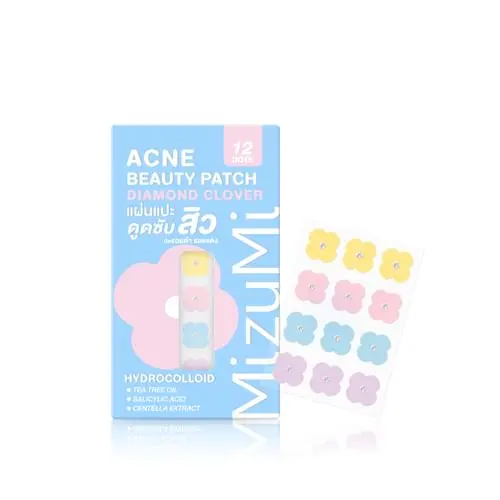 12
ACNE
BEAUTY PATCH
DIAMOND CLOVER
แผ่นแปะ
ดูดซับ สิว
MizuMi
HYDROCOLLOID
TEA TREE OIL
SALICYLIC ACID
CENTELLA EXTRACT